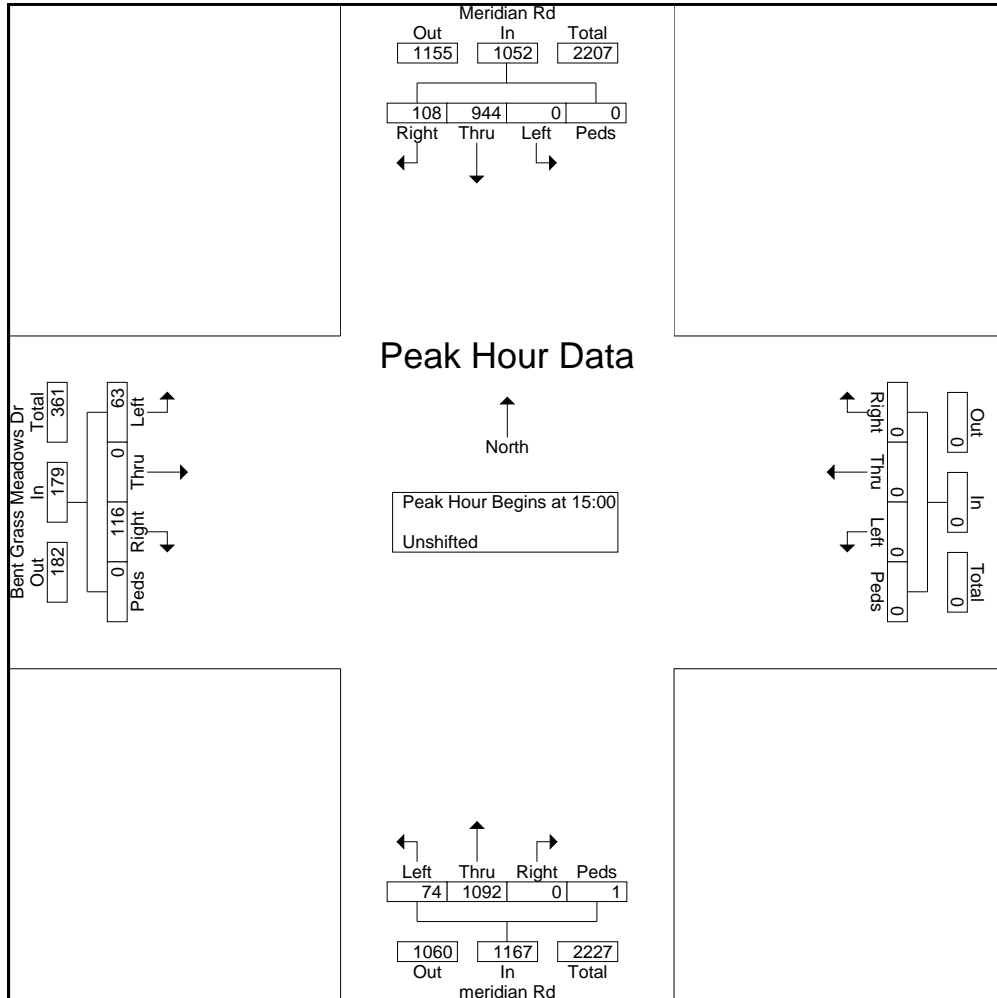 Meridian Rd
Out In Total
1155 1052 2207
108 944 0 0
Right Thru Left Peds
Peak Hour Data
North
Peak Hour Begins at 15:00
Unshifted
Bent Grass Meadows Dr
Total In Out
361 179 182
63 0 116 0
Left Thru Right Peds
Out In Total
0 0 0
Right Thru Left Peds
0 0 0 0
Left Thru Right Peds
74 1092 0 1
1060 1167 2227
Out In Total
meridian Rd